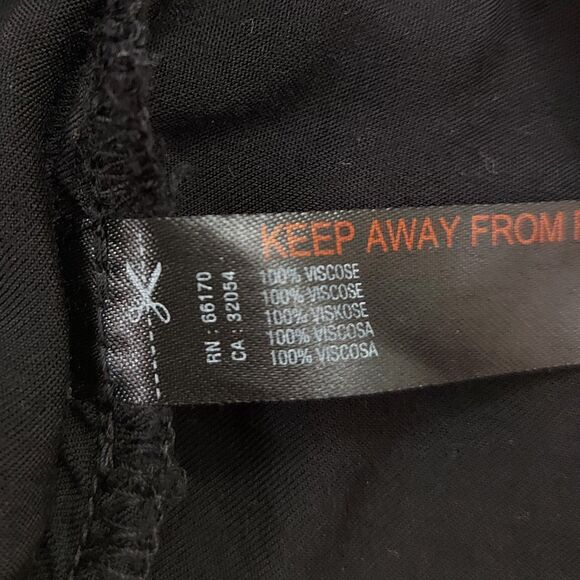 KEEP AWAY FROM
100% VISCOSE
100% VISCOSE
100% VISKOSE
100% VISCOSA
100% VISCOSA
RN : 66170
CA : 32054